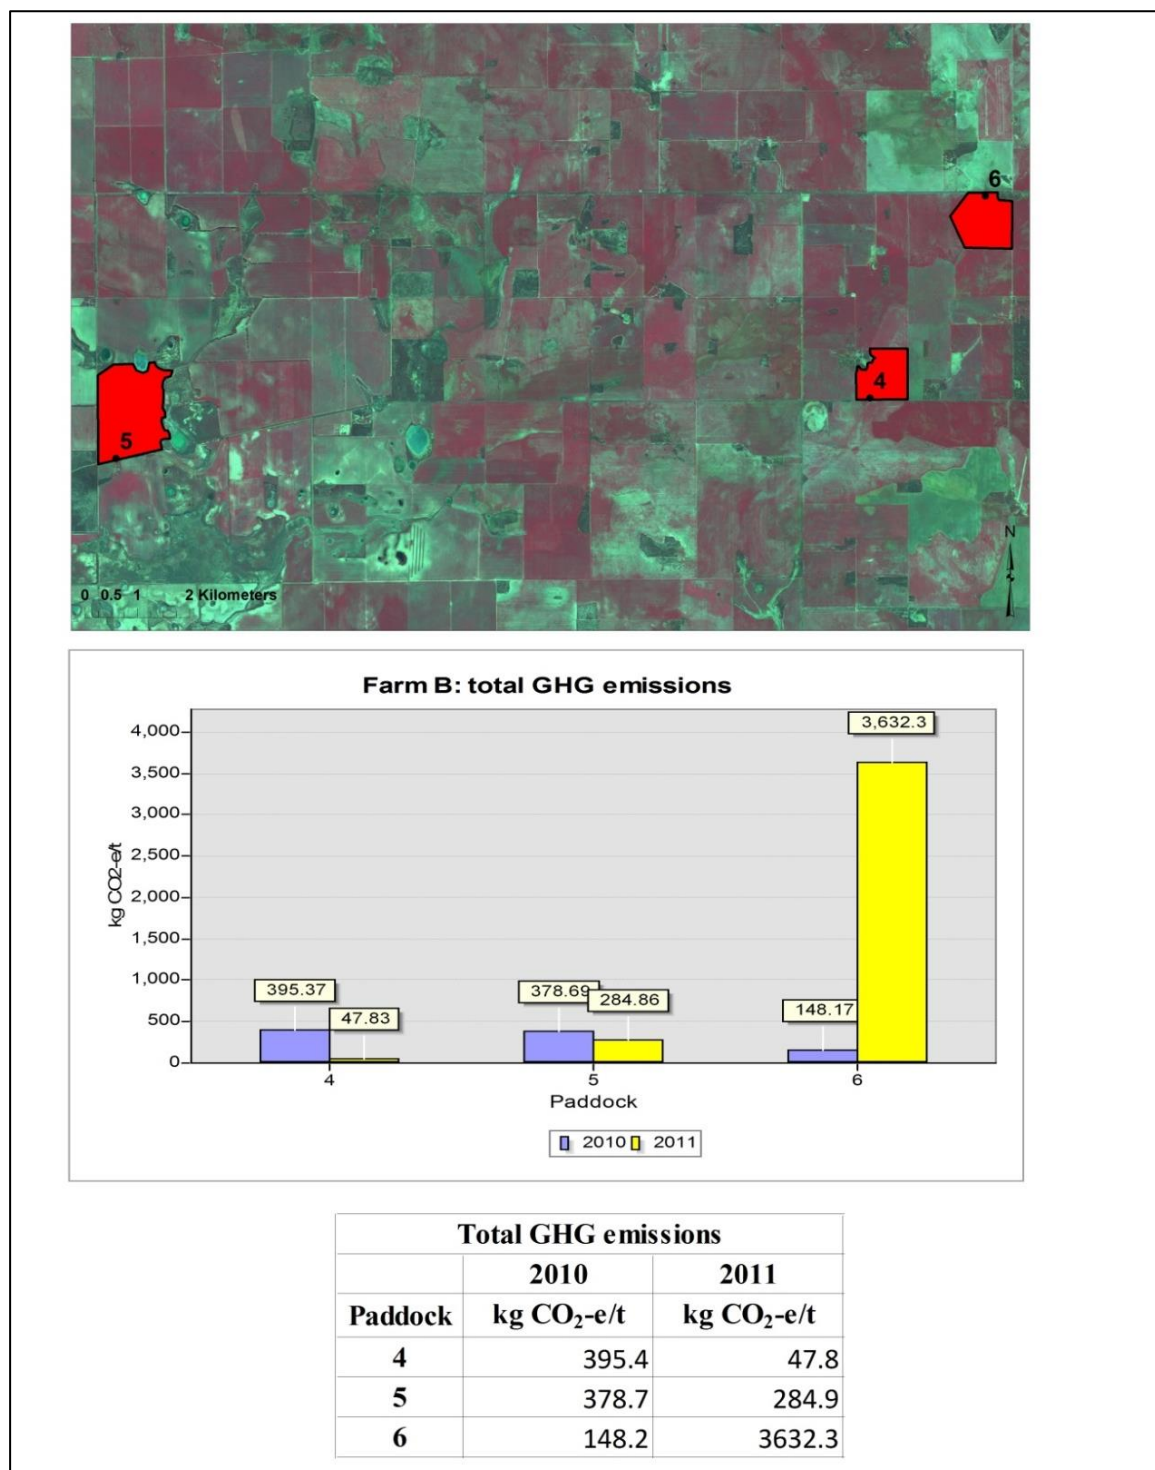 6
4
5
N
0 0.5 1 2 Kilometers
Farm B: total GHG emissions
kg CO2-e/t
4,000
3,500
3,000
2,500
2,000
1,500
1,000
500
0
395.37
47.83
378.69
284.86
148.17
3,632.3
4 5 6
Paddock
2010 2011
Total GHG emissions
2010 2011
Paddock kg CO₂-e/t kg CO₂-e/t
4 395.4 47.8
5 378.7 284.9
6 148.2 3632.3